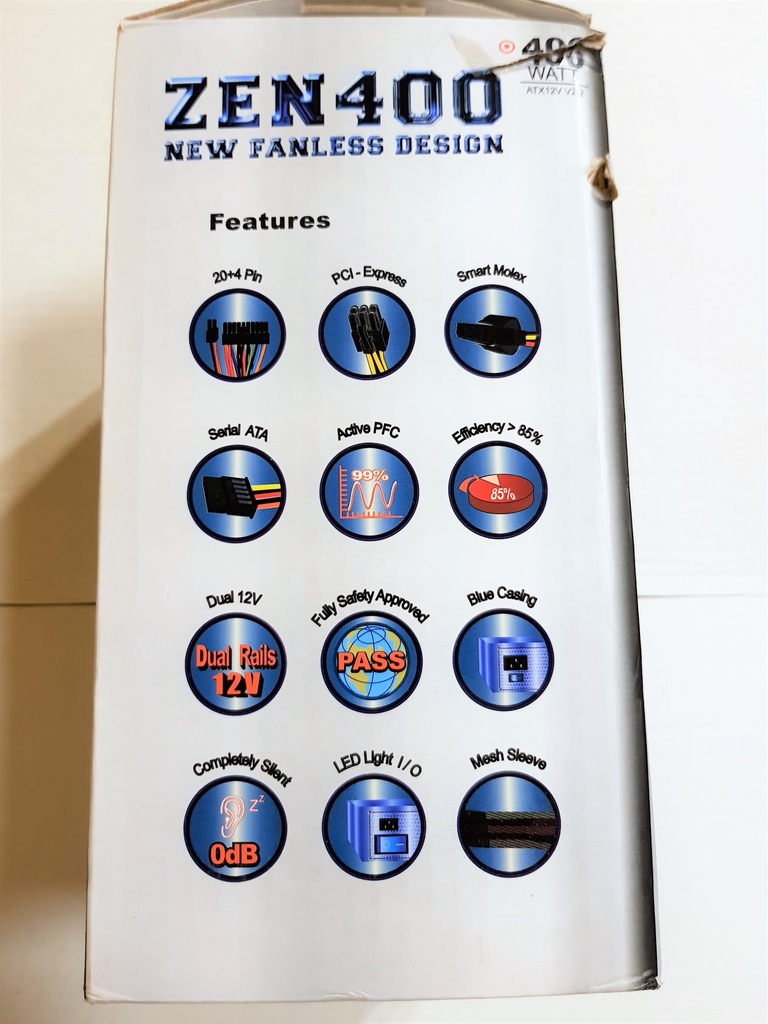 400
WATT
ATX12V V2.2
ZEN400
NEW FANLESS DESIGN
Features
20+4 Pin
PCI - Express
Smart Molex
Serial ATA
Active PFC
Efficiency > 85%
99%
85%
Dual 12V
Fully Safety Approved
Blue Casing
Dual Rails
12V
PASS
Completely Silent
LED Light I/O
Mesh Sleeve
zz
0dB